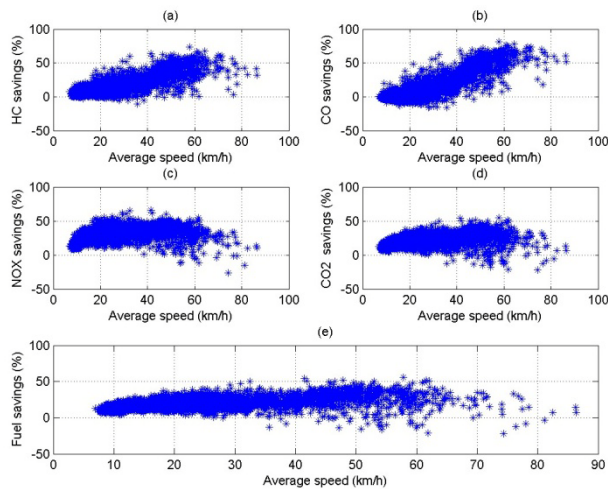 (a) (b)
100 100
50 50
0 0
-50 -50
HC savings (%) CO savings (%)
0 20 40 60 80 100 0 20 40 60 80 100
Average speed (km/h) Average speed (km/h)
(c) (d)
100 100
50 50
0 0
-50 -50
NOX savings (%) CO2 savings (%)
0 20 40 60 80 100 0 20 40 60 80 100
Average speed (km/h) Average speed (km/h)
(e)
100
50
0
-50
Fuel savings (%)
0 10 20 30 40 50 60 70 80 90
Average speed (km/h)